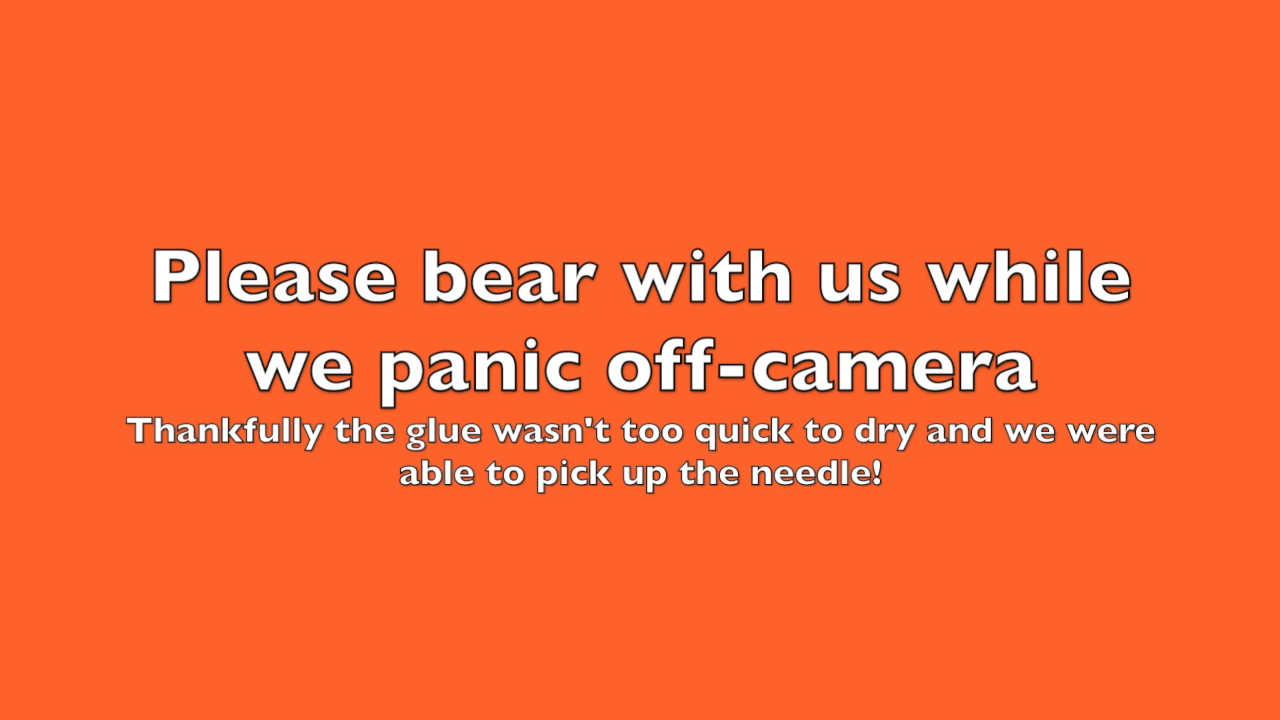 Please bear with us while
we panic off-camera
Thankfully the glue wasn't too quick to dry and we were
able to pick up the needle!